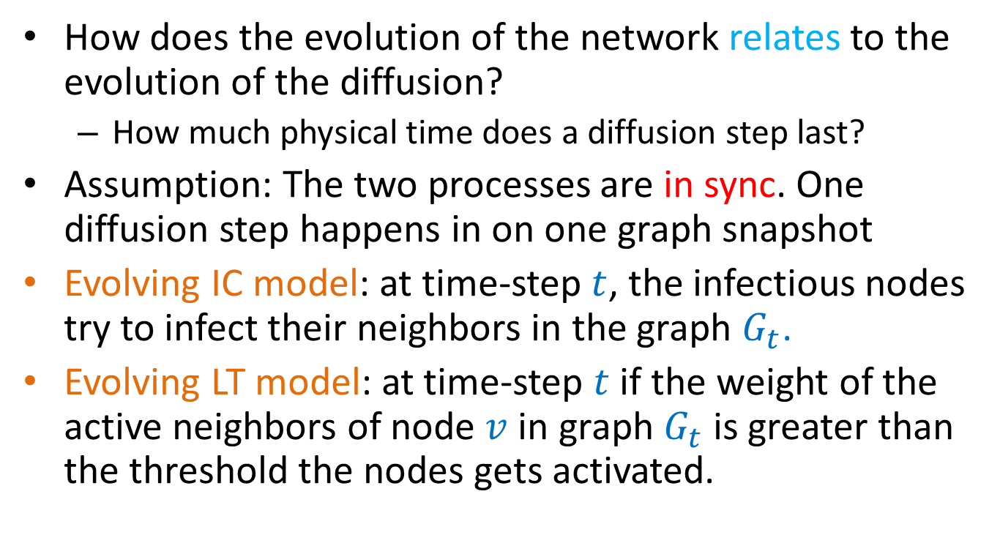 • How does the evolution of the network relates to the
evolution of the diffusion?
– How much physical time does a diffusion step last?
• Assumption: The two processes are in sync. One
diffusion step happens in on one graph snapshot
• Evolving IC model: at time-step 𝑡, the infectious nodes
try to infect their neighbors in the graph 𝐺ₜ.
• Evolving LT model: at time-step 𝑡 if the weight of the
active neighbors of node 𝑣 in graph 𝐺ₜ is greater than
the threshold the nodes gets activated.